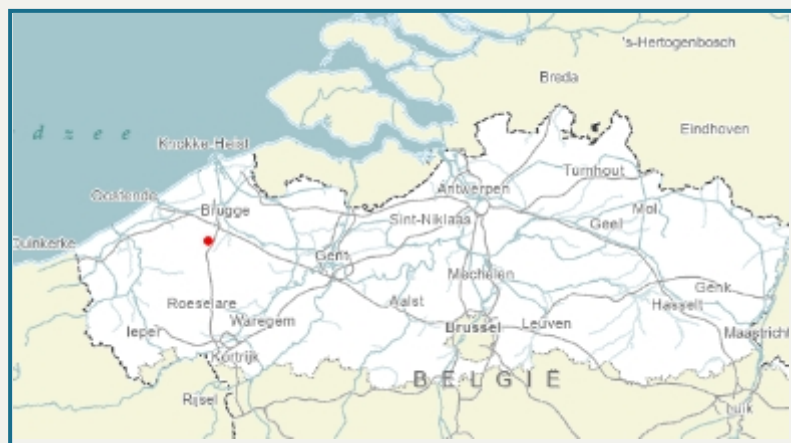 's-Hertogenbosch
Breda
Eindhoven
d z e e
Knokke-Heist
Turnhout
Oostende
Antwerpen
Mol
Brugge
Sint-Niklaas
Geel
Duinkerke
Gent
Mechelen
Genk
Roeselare
Aalst
Hasselt
Ieper
Waregem
Brussel
Leuven
Maastricht
Kortrijk
BELGIË
Rijsel
Luik